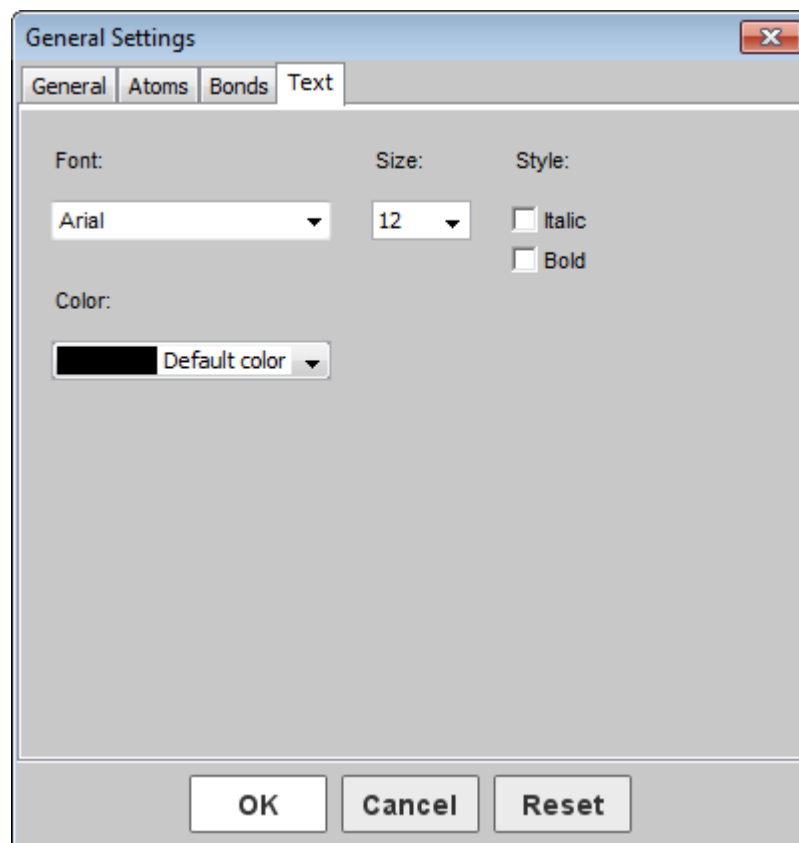 General Settings
General Atoms Bonds Text
Font: Size: Style:
Arial 12 Italic
Bold
Color:
Default color
OK Cancel Reset